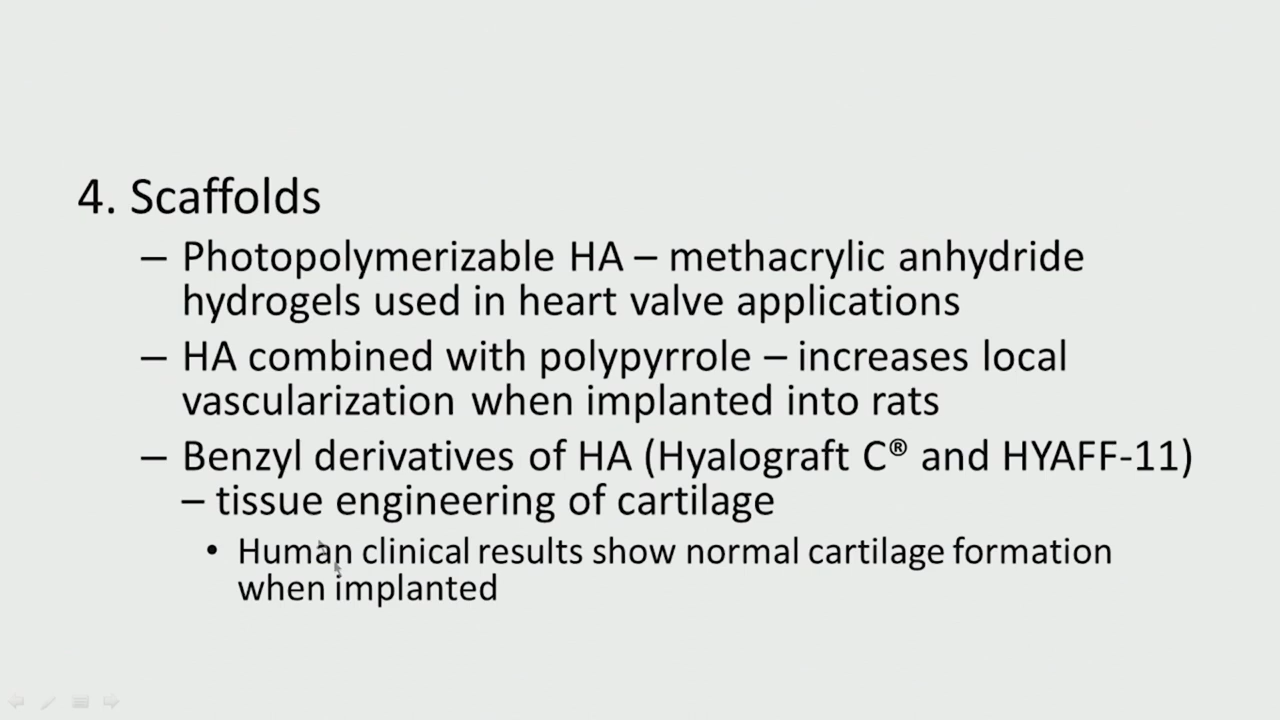 4. Scaffolds
– Photopolymerizable HA – methacrylic anhydride
hydrogels used in heart valve applications
– HA combined with polypyrrole – increases local
vascularization when implanted into rats
– Benzyl derivatives of HA (Hyalograft C® and HYAFF-11)
– tissue engineering of cartilage
• Human clinical results show normal cartilage formation
when implanted